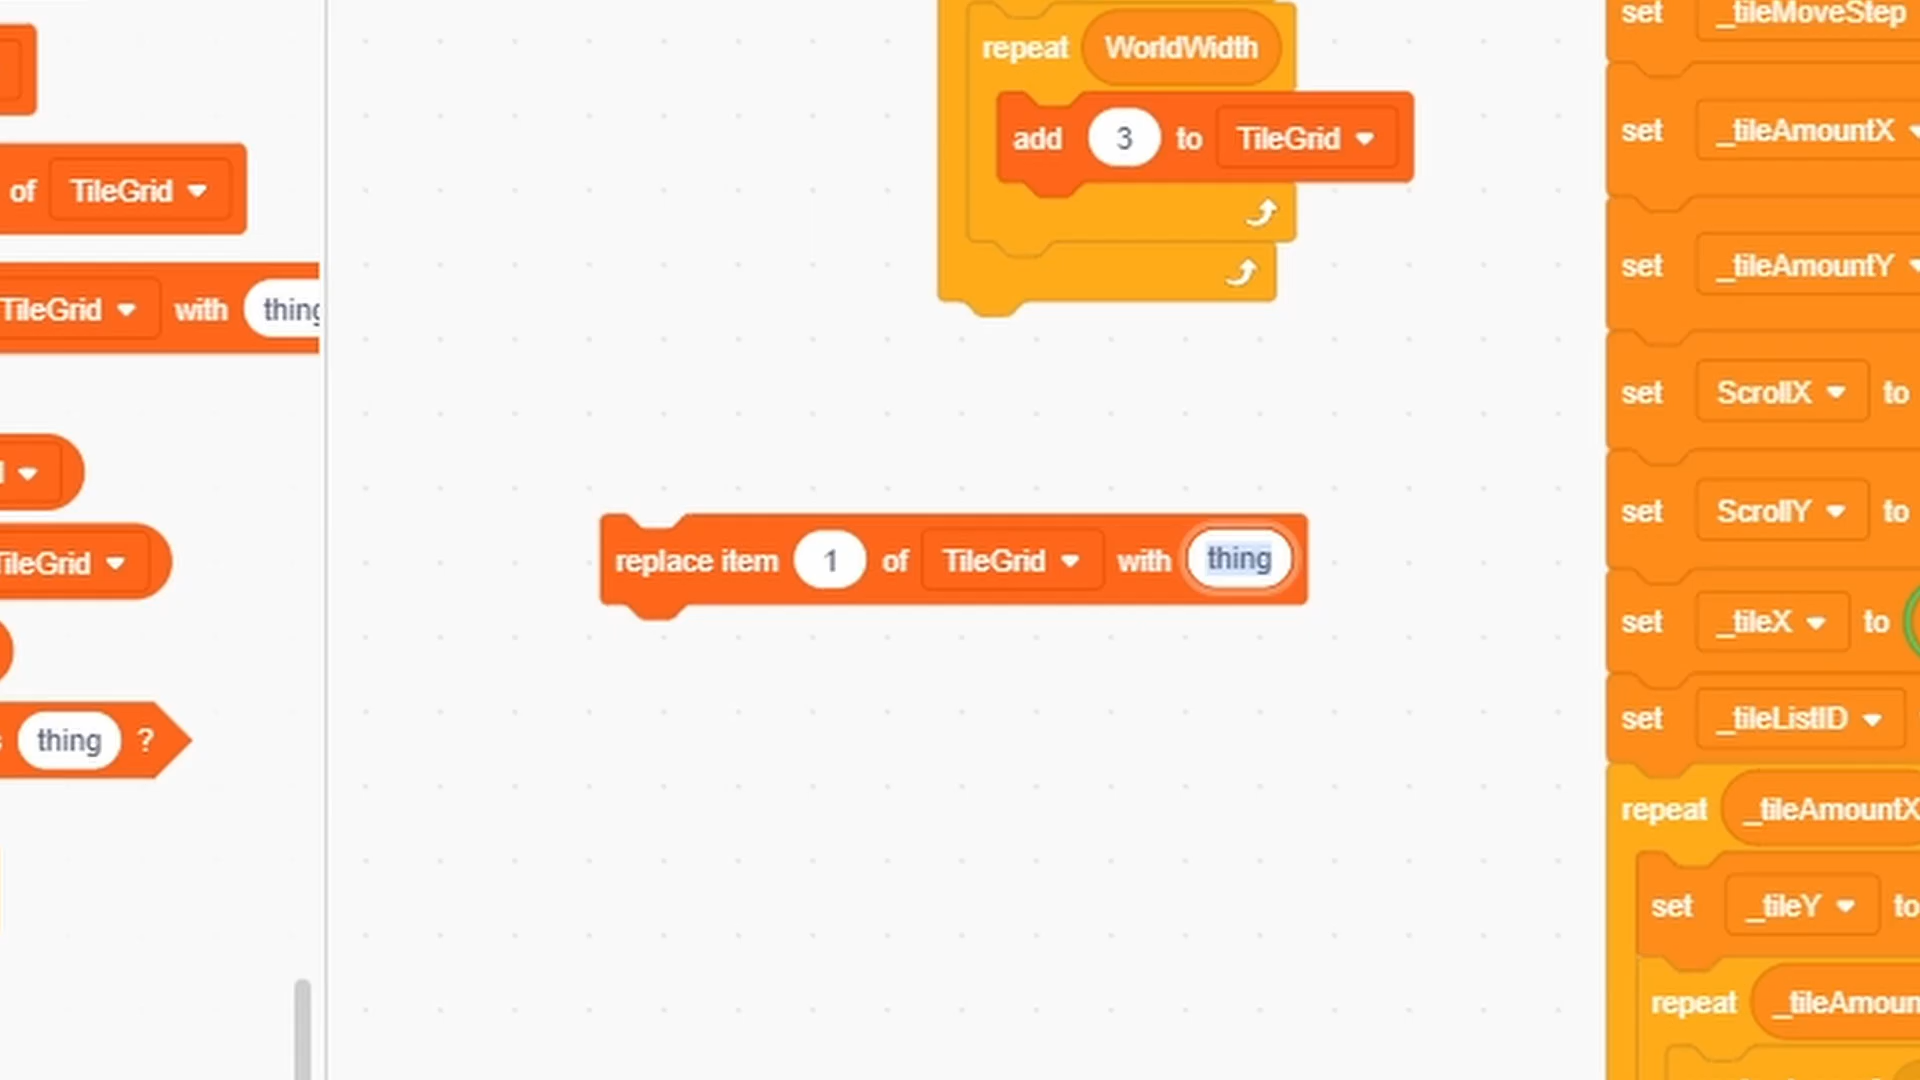 of TileGrid
TileGrid with thing
TileGrid
thing ?
repeat WorldWidth
add 3 to TileGrid
replace item 1 of TileGrid with thing
set _tileMoveStep
set _tileAmountX
set _tileAmountY
set ScrollX to
set ScrollY to
set _tileX to
set _tileListID
repeat _tileAmountX
set _tileY to
repeat _tileAmoun